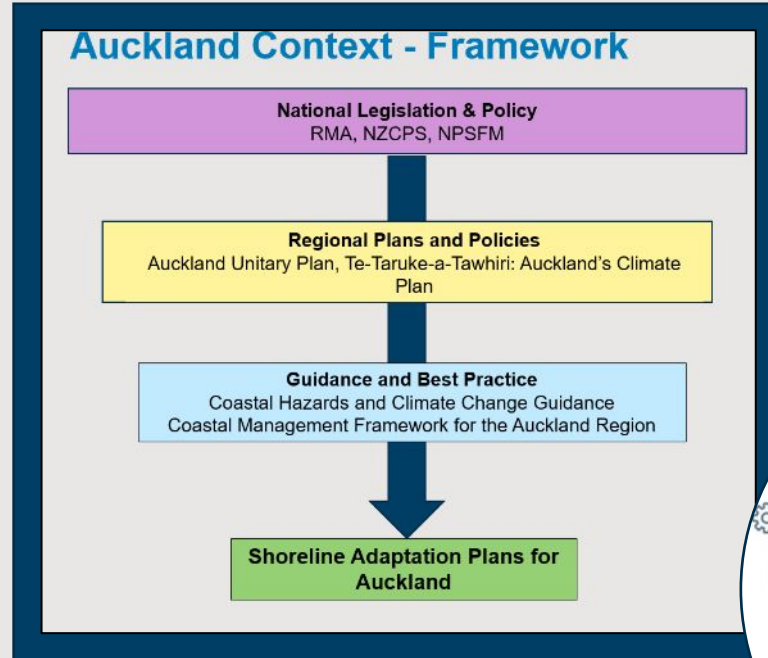 Auckland Context - Framework
National Legislation & Policy
RMA, NZCPS, NPSFM
Regional Plans and Policies
Auckland Unitary Plan, Te-Taruke-a-Tawhiri: Auckland's Climate
Plan
Guidance and Best Practice
Coastal Hazards and Climate Change Guidance
Coastal Management Framework for the Auckland Region
Shoreline Adaptation Plans for
Auckland